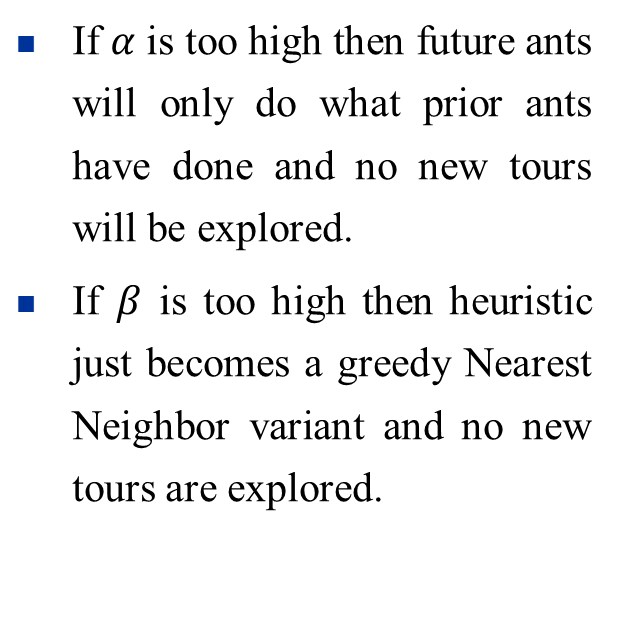 ▪ If α is too high then future ants
will only do what prior ants
have done and no new tours
will be explored.
▪ If β is too high then heuristic
just becomes a greedy Nearest
Neighbor variant and no new
tours are explored.